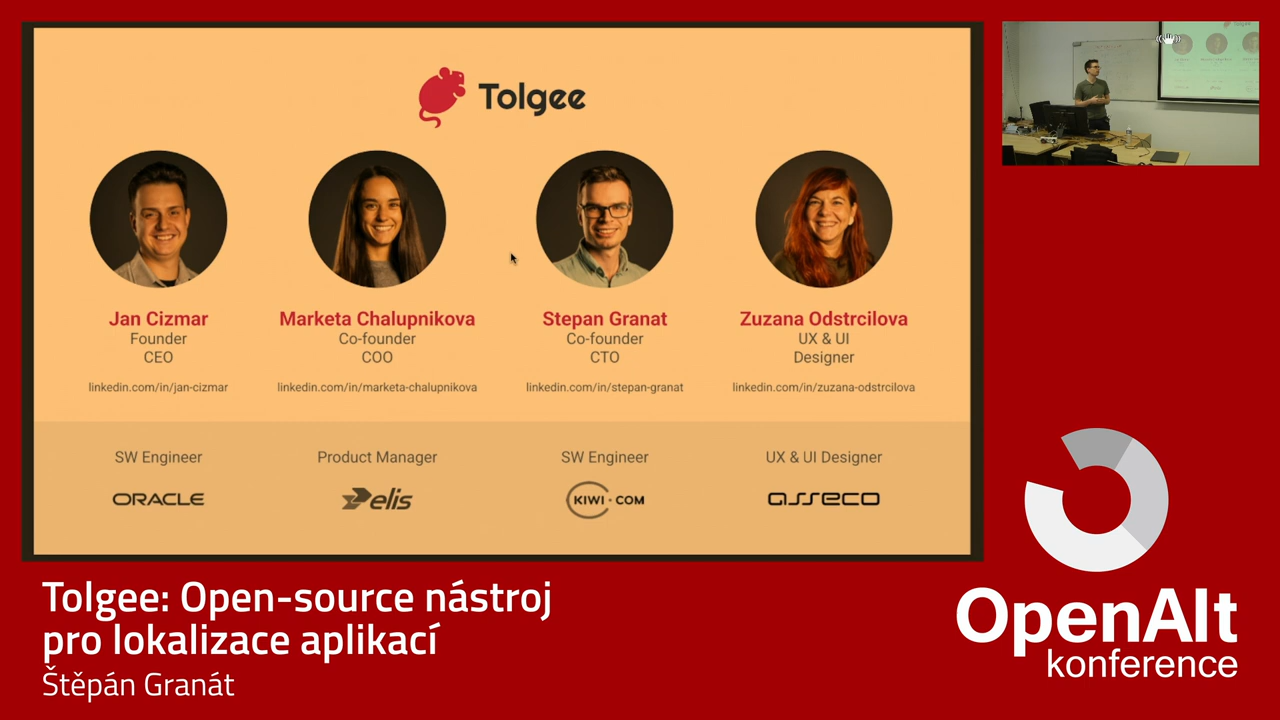 Tolgee
Jan Cizmar
Founder
CEO
linkedin.com/in/jan-cizmar
Marketa Chalupnikova
Co-founder
COO
linkedin.com/in/marketa-chalupnikova
Stepan Granat
Co-founder
CTO
linkedin.com/in/stepan-granat
Zuzana Odstrcilova
UX & UI
Designer
linkedin.com/in/zuzana-odstrcilova
SW Engineer
ORACLE
Product Manager
elis
SW Engineer
KIWI.COM
UX & UI Designer
asseco
Tolgee: Open-source nástroj
pro lokalizace aplikací
Štěpán Granát
OpenAlt
konference